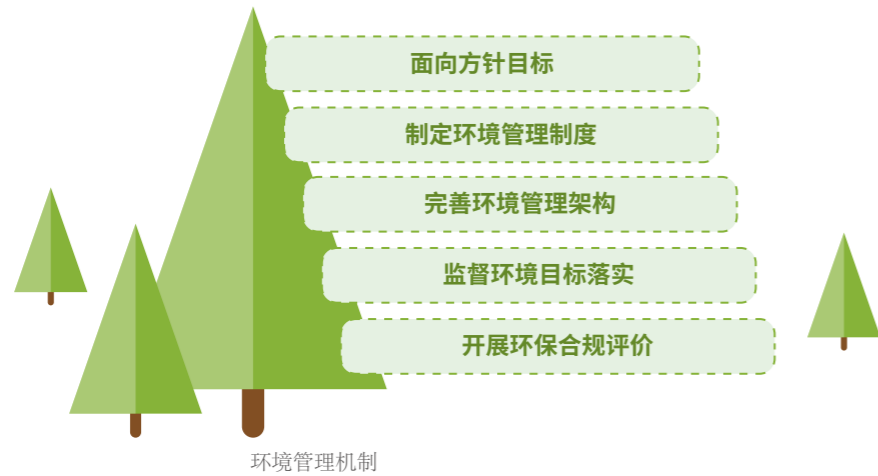 面向方针目标
制定环境管理制度
完善环境管理架构
监督环境目标落实
开展环保合规评价
环境管理机制